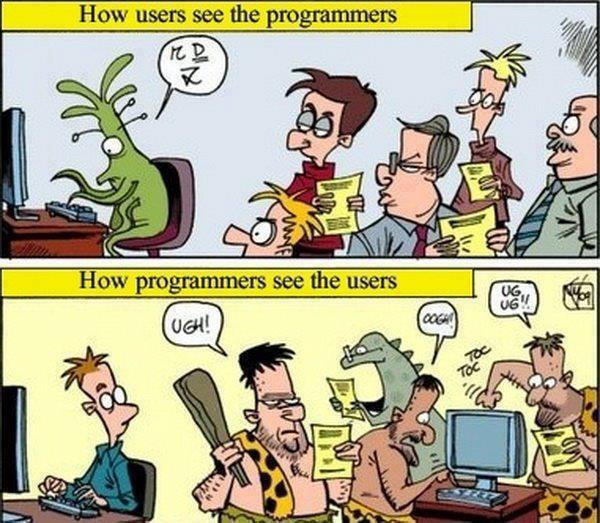 How users see the programmers
How programmers see the users
UGH!
OOGH!
UG
UG!!
TOC
TOC